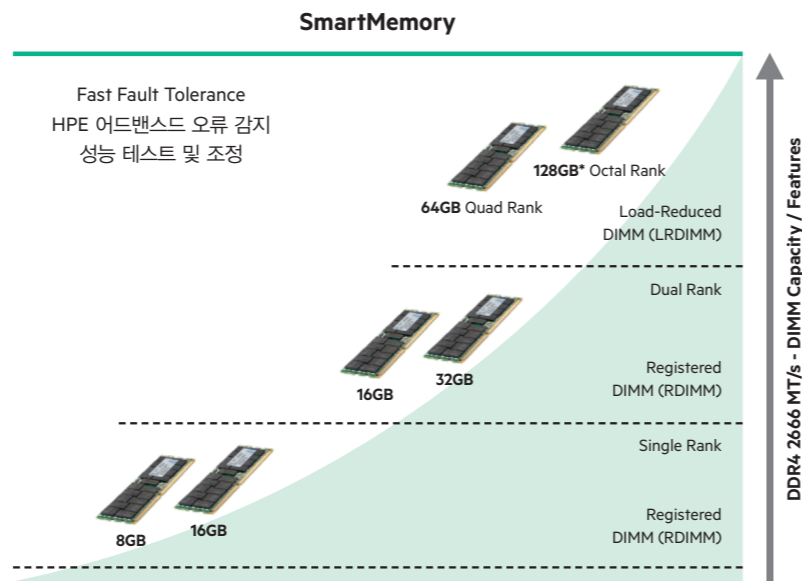 SmartMemory
Fast Fault Tolerance
HPE 어드밴스드 오류 감지
성능 테스트 및 조정
128GB* Octal Rank
64GB Quad Rank
Load-Reduced
DIMM (LRDIMM)
Dual Rank
16GB
32GB
Registered
DIMM (RDIMM)
Single Rank
8GB
16GB
Registered
DIMM (RDIMM)
DDR4 2666 MT/s - DIMM Capacity / Features